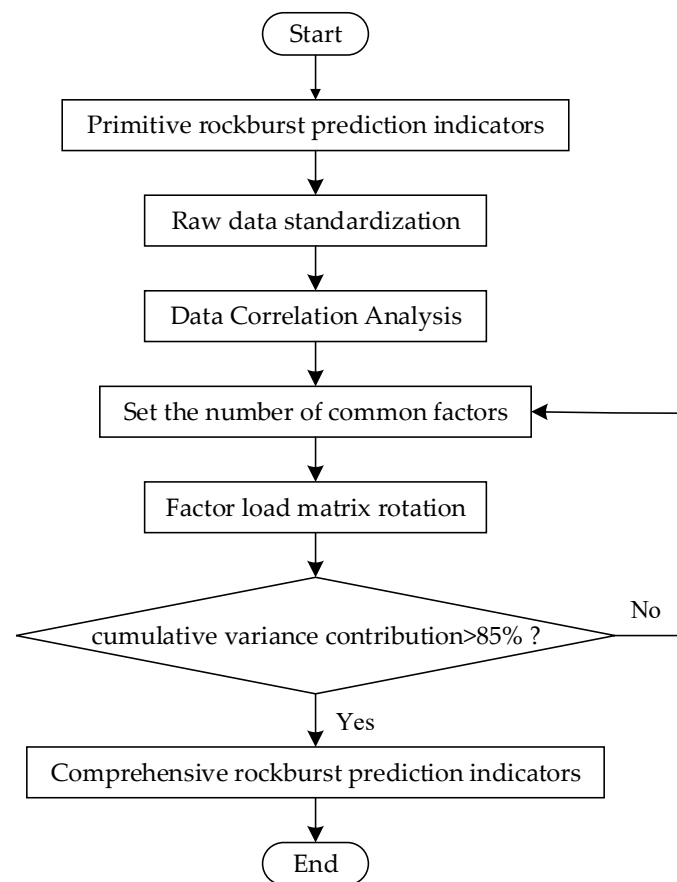 Start
Primitive rockburst prediction indicators
Raw data standardization
Data Correlation Analysis
Set the number of common factors
Factor load matrix rotation
cumulative variance contribution>85% ?
No
Yes
Comprehensive rockburst prediction indicators
End